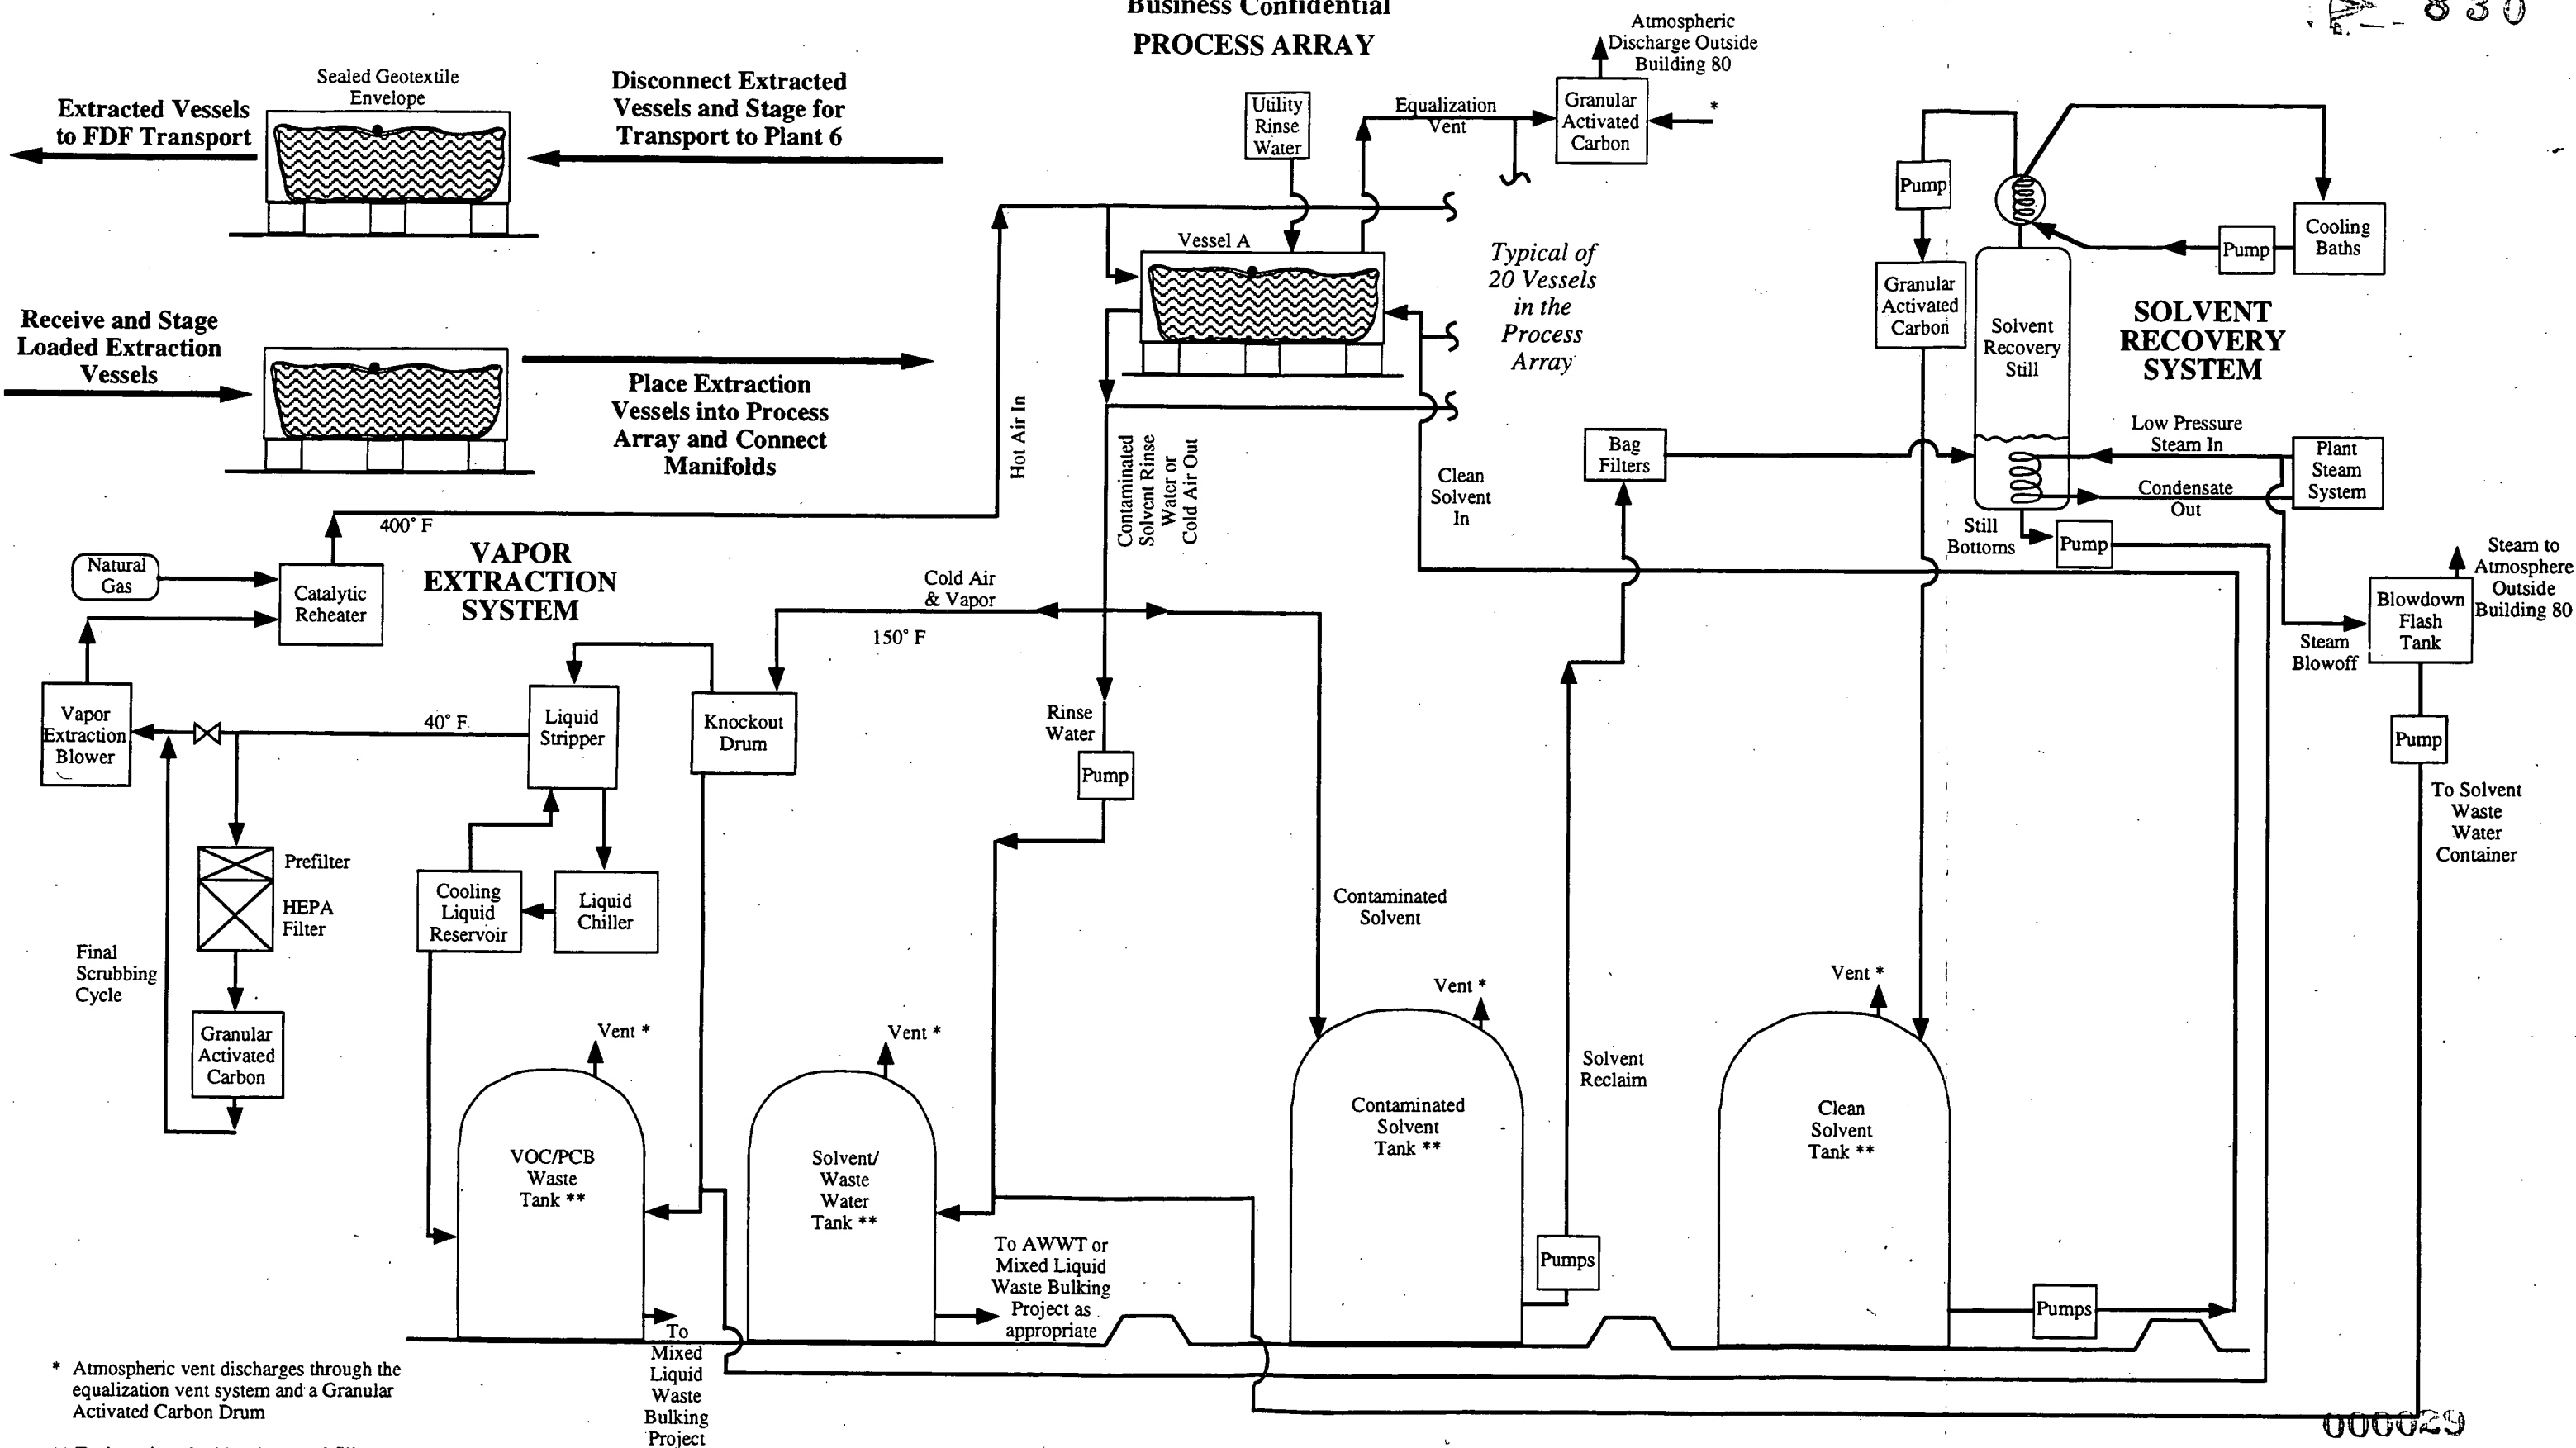 Business Confidential
PROCESS ARRAY
830
Atmospheric
Discharge Outside
Building 80
Sealed Geotextile
Envelope
Extracted Vessels
to FDF Transport
Disconnect Extracted
Vessels and Stage for
Transport to Plant 6
Utility
Rinse
Water
Equalization
Vent
Granular
Activated
Carbon
*
Pump
Cooling
Baths
Pump
Vessel A
Typical of
20 Vessels
in the
Process
Array
Granular
Activated
Carbon
Solvent
Recovery
Still
SOLVENT
RECOVERY
SYSTEM
Receive and Stage
Loaded Extraction
Vessels
Place Extraction
Vessels into Process
Array and Connect
Manifolds
Hot Air In
Contaminated
Solvent Rinse
Water or
Cold Air Out
Clean
Solvent
In
Bag
Filters
Low Pressure
Steam In
Plant
Steam
System
Condensate
Out
Still
Bottoms
Pump
400° F
VAPOR
EXTRACTION
SYSTEM
Natural
Gas
Catalytic
Reheater
Cold Air
& Vapor
150° F
Steam to
Atmosphere
Outside
Building 80
Blowdown
Flash
Tank
Steam
Blowoff
Vapor
Extraction
Blower
40° F
Liquid
Stripper
Knockout
Drum
Rinse
Water
Pump
Pump
To Solvent
Waste
Water
Container
Prefilter
HEPA
Filter
Cooling
Liquid
Reservoir
Liquid
Chiller
Contaminated
Solvent
Final
Scrubbing
Cycle
Granular
Activated
Carbon
Vent *
Vent *
Vent *
Vent *
Solvent
Reclaim
VOC/PCB
Waste
Tank **
Solvent/
Waste
Water
Tank **
Contaminated
Solvent
Tank **
Clean
Solvent
Tank **
To AWWT or
Mixed Liquid
Waste Bulking
Project as
appropriate
Pumps
Pumps
To
Mixed
Liquid
Waste
Bulking
Project
* Atmospheric vent discharges through the
equalization vent system and a Granular
Activated Carbon Drum
000029